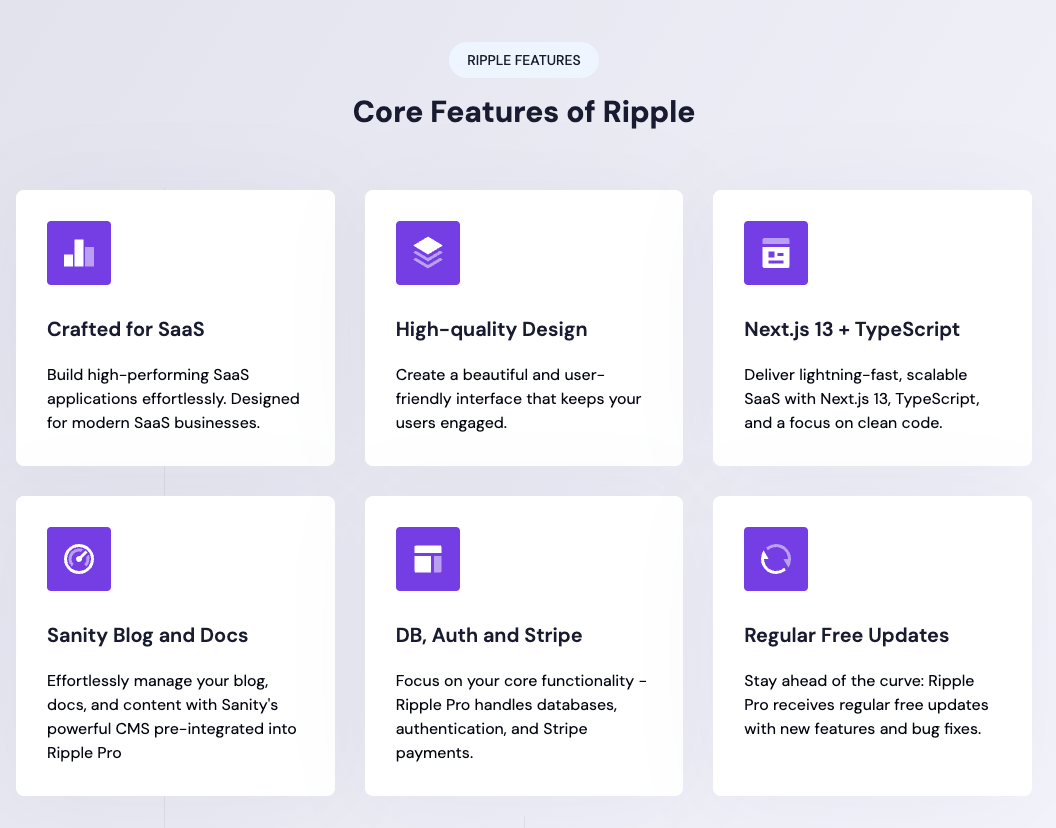 RIPPLE FEATURES
Core Features of Ripple
Crafted for SaaS
Build high-performing SaaS
applications effortlessly. Designed
for modern SaaS businesses.
High-quality Design
Create a beautiful and user-
friendly interface that keeps your
users engaged.
Next.js 13 + TypeScript
Deliver lightning-fast, scalable
SaaS with Next.js 13, TypeScript,
and a focus on clean code.
Sanity Blog and Docs
Effortlessly manage your blog,
docs, and content with Sanity's
powerful CMS pre-integrated into
Ripple Pro
DB, Auth and Stripe
Focus on your core functionality -
Ripple Pro handles databases,
authentication, and Stripe
payments.
Regular Free Updates
Stay ahead of the curve: Ripple
Pro receives regular free updates
with new features and bug fixes.